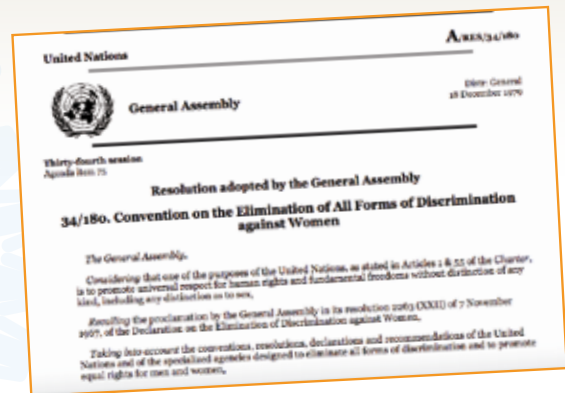 United Nations
A/RES/34/180
General Assembly
Distr: General
18 December 1979
Thirty-fourth session
Agenda item 75
Resolution adopted by the General Assembly
34/180. Convention on the Elimination of All Forms of Discrimination
against Women
The General Assembly,
Considering that one of the purposes of the United Nations, as stated in Articles 1 & 55 of the Charter,
is to promote universal respect for human rights and fundamental freedoms without distinction of any
kind, including any distinction as to sex,
Recalling the proclamation by the General Assembly in its resolution 2263 (XXII) of 7 November
1967, of the Declaration on the Elimination of Discrimination against Women,
Taking into account the conventions, resolutions, declarations and recommendations of the United
Nations and of the specialized agencies designed to eliminate all forms of discrimination and to promote
equal rights for men and women,